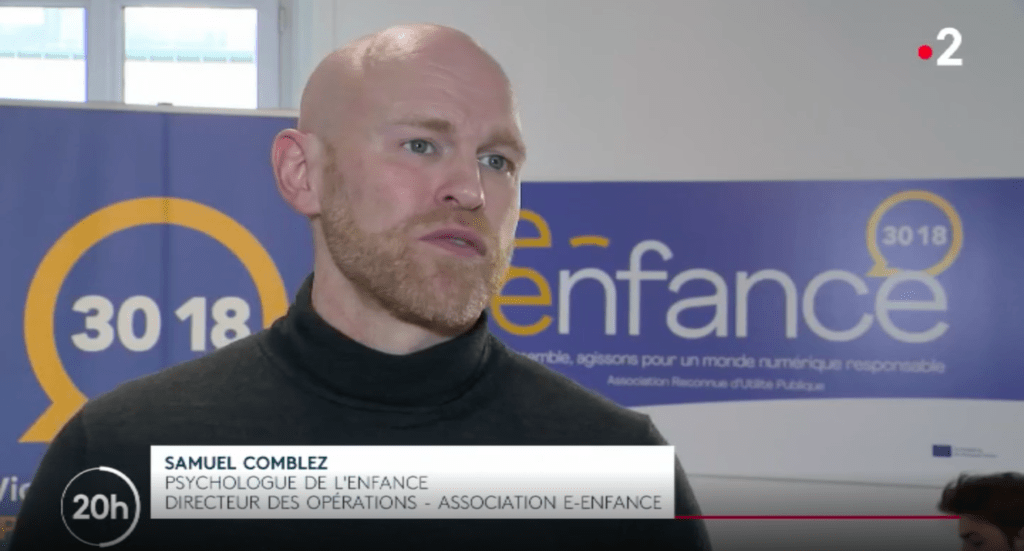 2
30 18
30 18
e-enfance
agissons pour un monde numérique responsable
Association Reconnue d'Utilité Publique
SAMUEL COMBLEZ
PSYCHOLOGUE DE L'ENFANCE
DIRECTEUR DES OPÉRATIONS - ASSOCIATION E-ENFANCE
20h